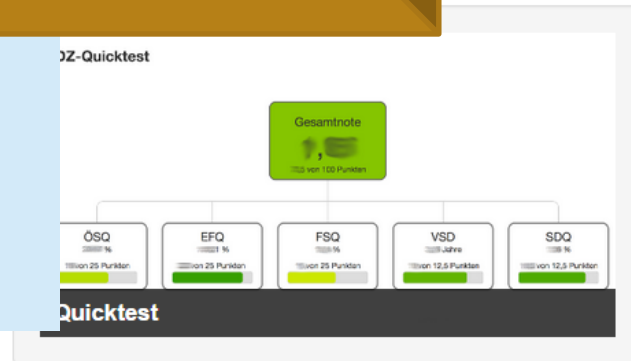 DZ-Quicktest
Gesamtnote
von 100 Punkten
ÖSQ
%
von 25 Punkten
EFQ
%
von 25 Punkten
FSQ
%
von 25 Punkten
VSD
Jahre
von 12,5 Punkten
SDQ
%
von 12,5 Punkten
Quicktest